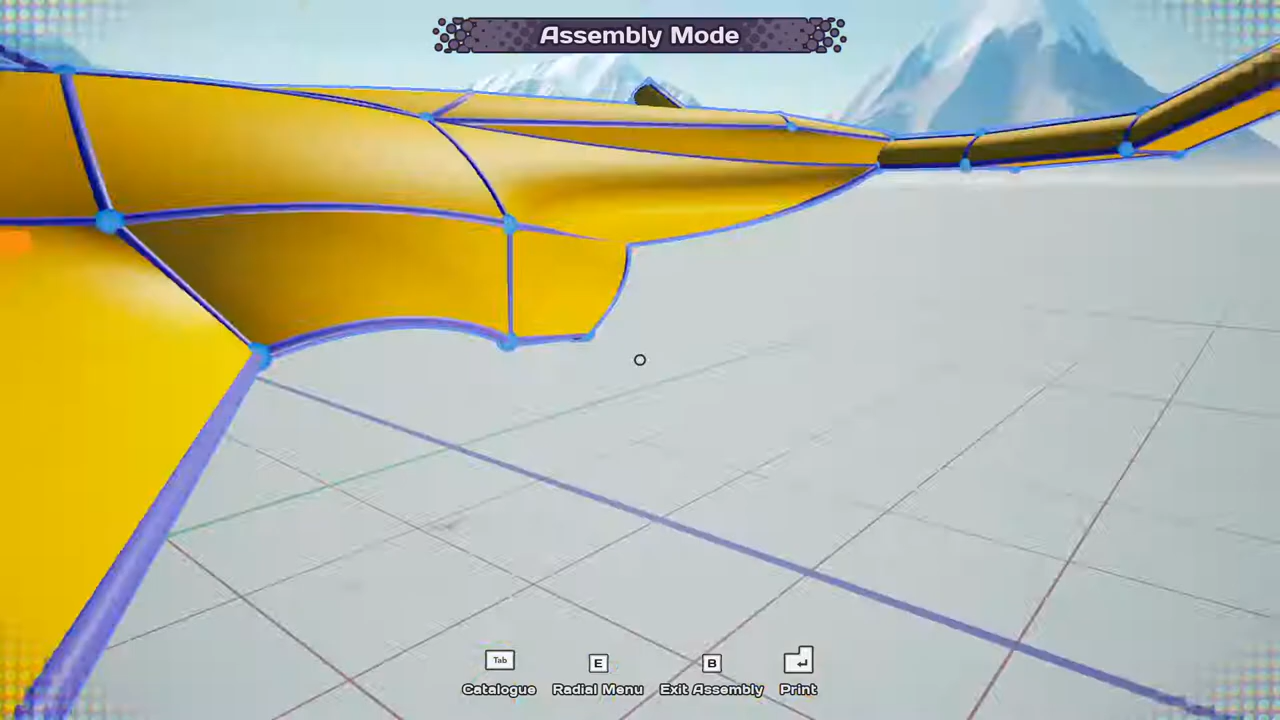 Assembly Mode
Tab
E
B
Catalogue
Radial Menu
Exit Assembly
Print